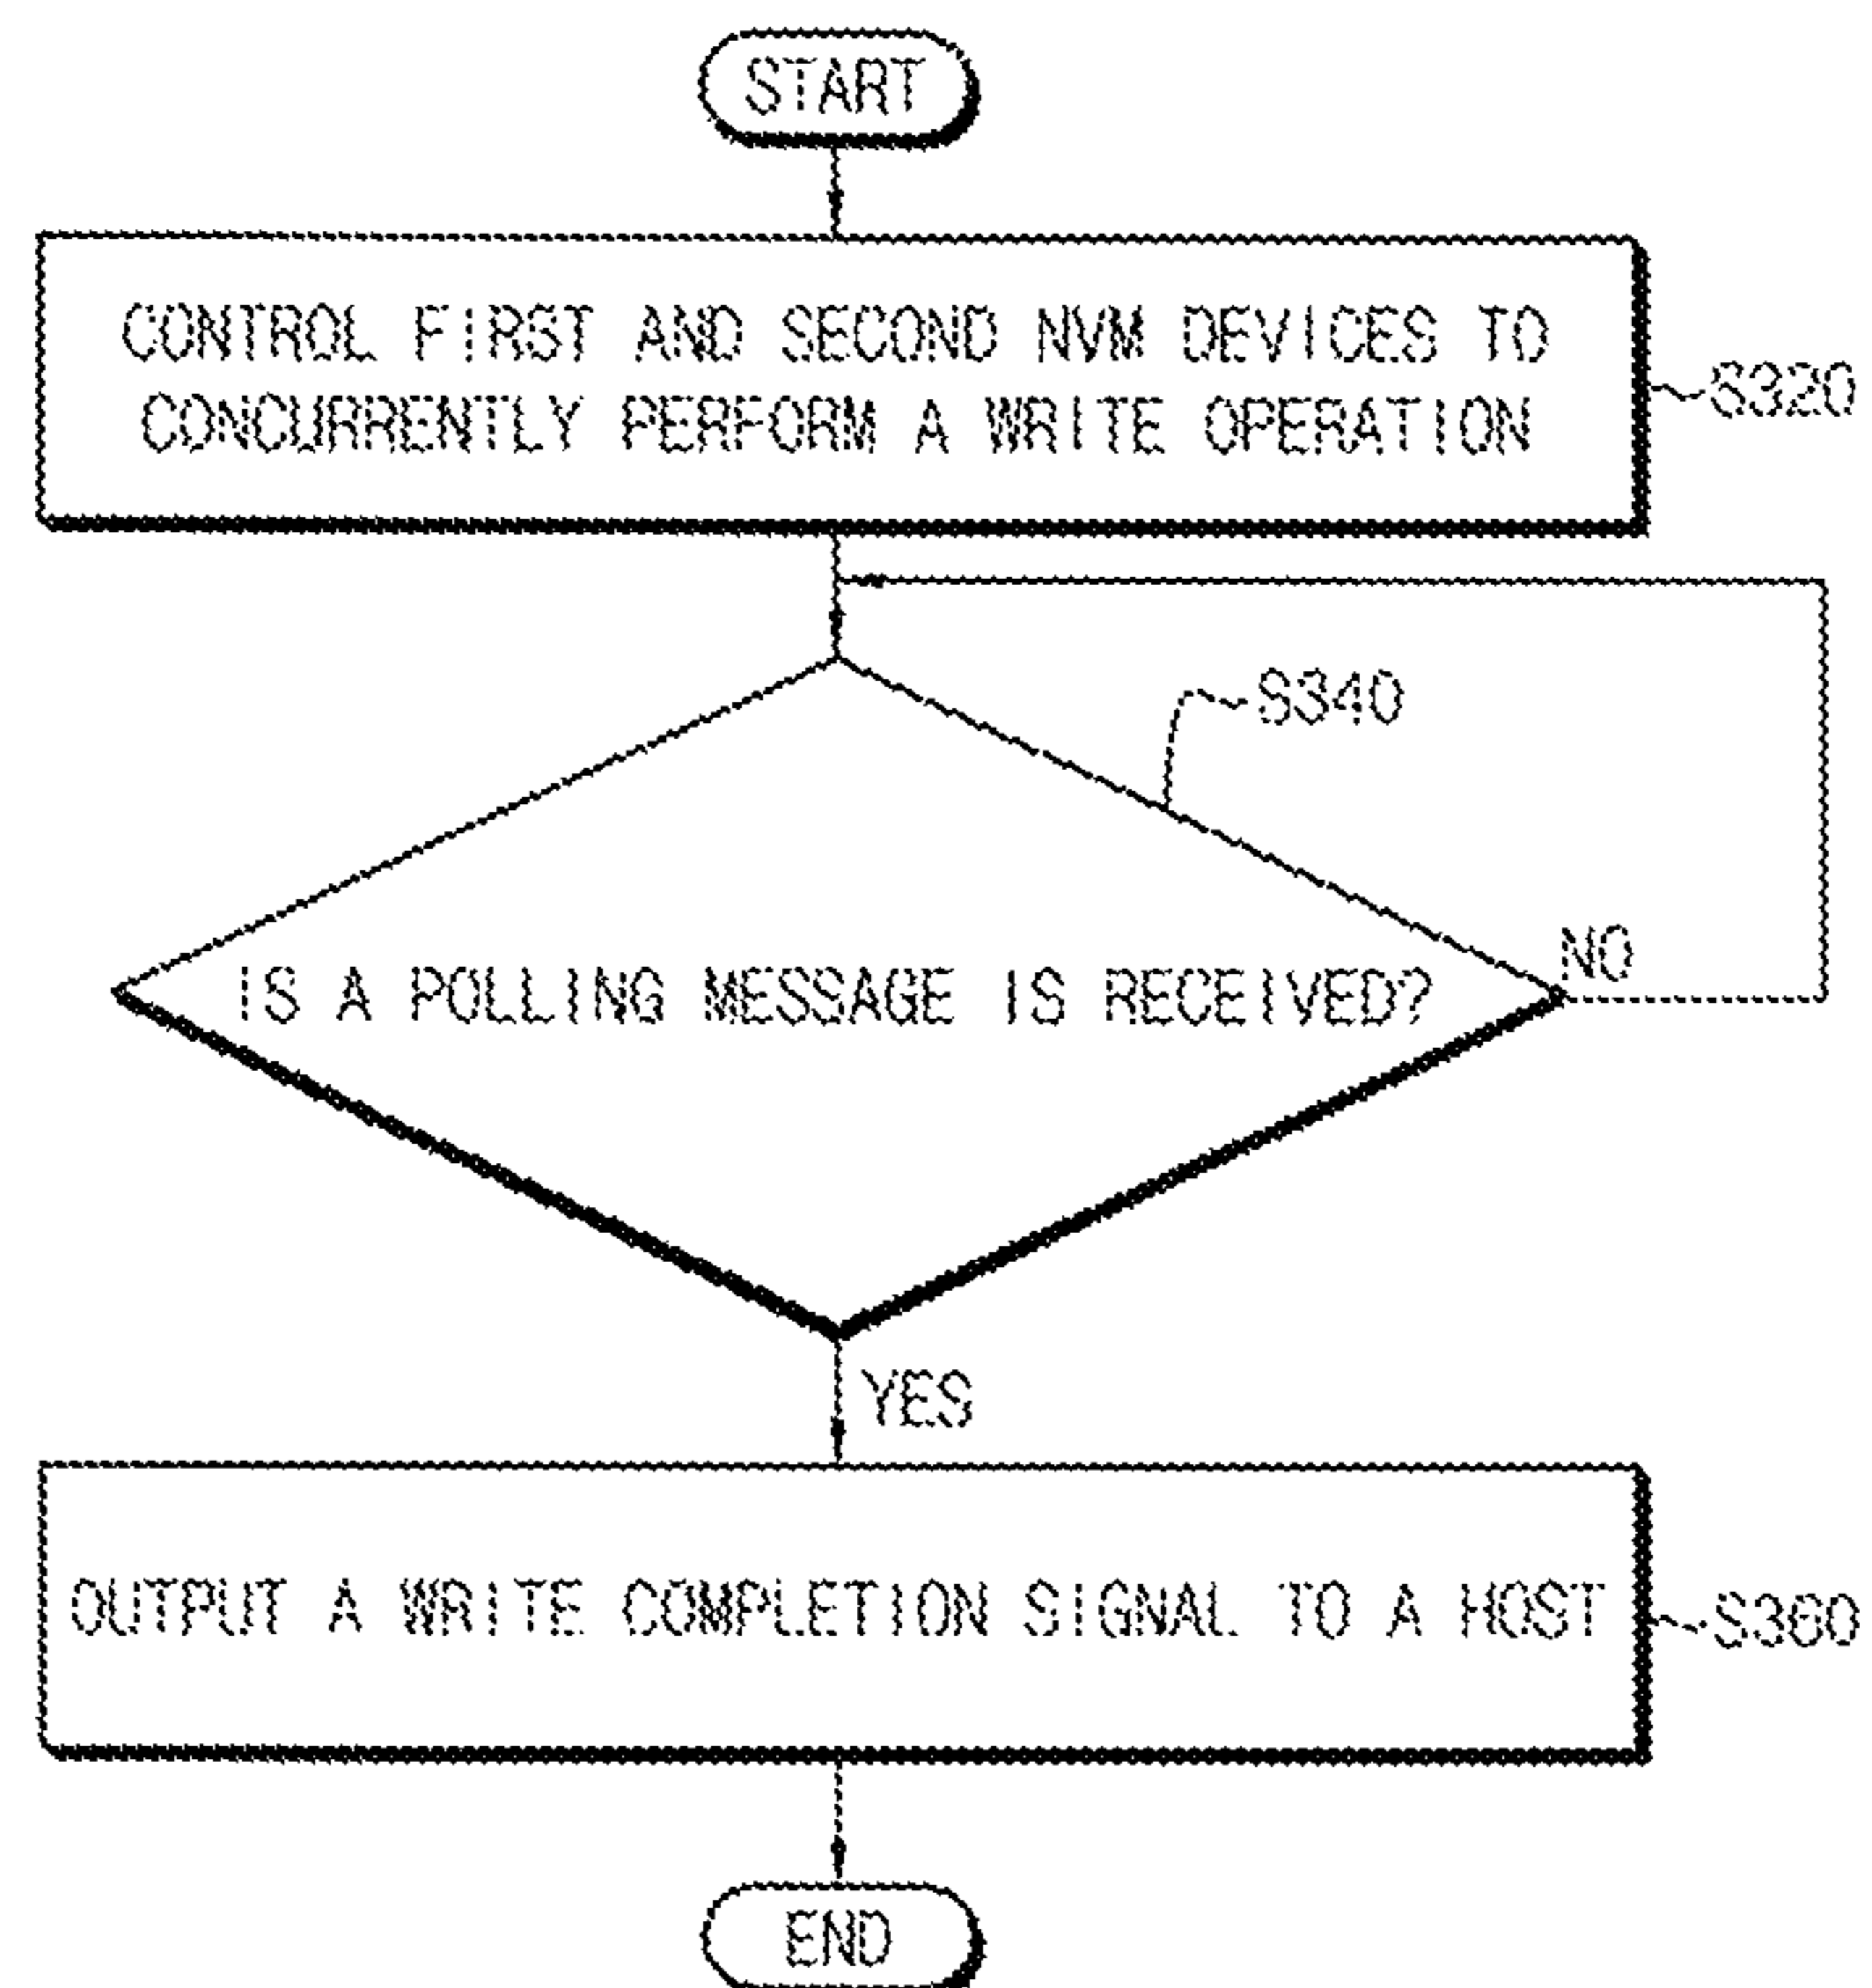 START
CONTROL FIRST AND SECOND NVM DEVICES TO
CONCURRENTLY PERFORM A WRITE OPERATION
S320
S340
IS A POLLING MESSAGE IS RECEIVED?
NO
YES
OUTPUT A WRITE COMPLETION SIGNAL TO A HOST
S360
END